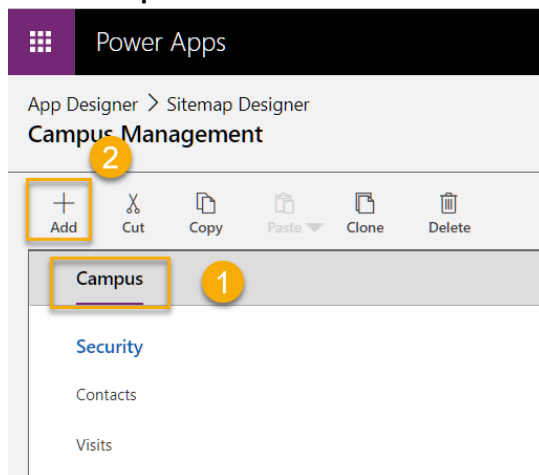 Power Apps
App Designer > Sitemap Designer
Campus Management
2
Add Cut Copy Paste Clone Delete
Campus 1
Security
Contacts
Visits